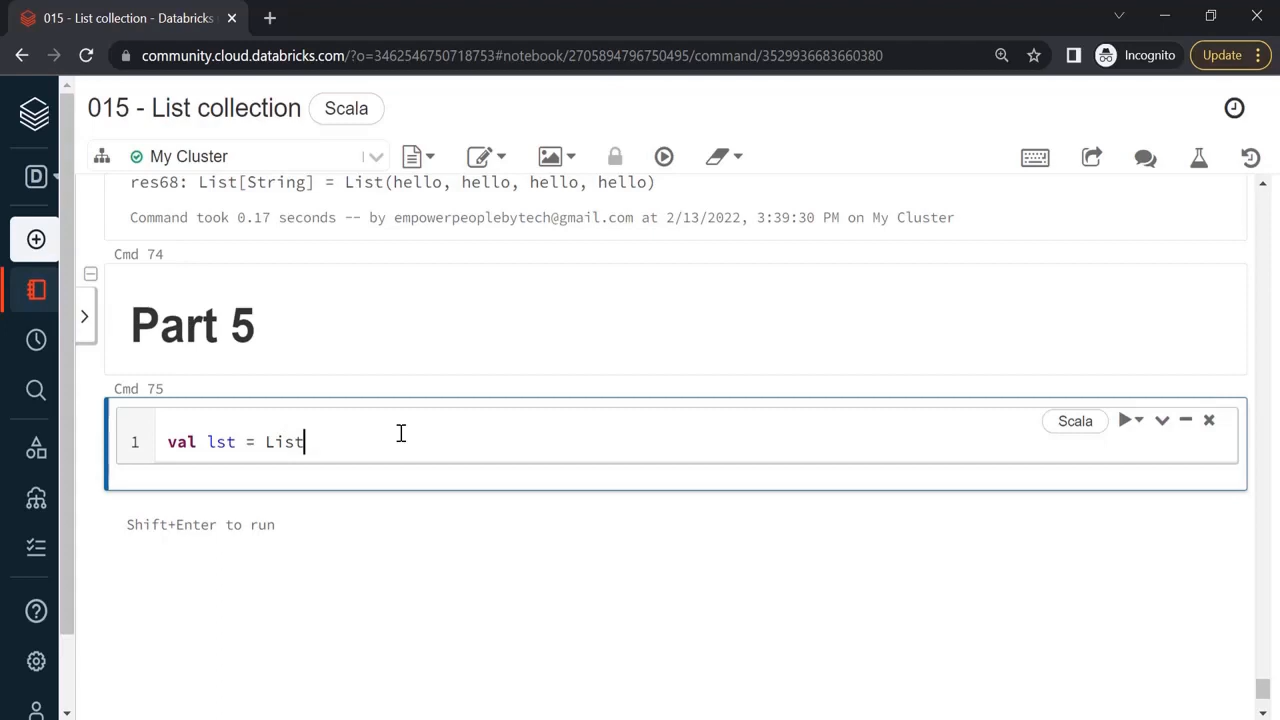 015 - List collection - Databricks
community.cloud.databricks.com/?o=3462546750718753#notebook/2705894796750495/command/3529936683660380
Incognito
Update
015 - List collection
Scala
D
My Cluster
res68: List[String] = List(hello, hello, hello, hello)
Command took 0.17 seconds -- by empowerpeoplebytech@gmail.com at 2/13/2022, 3:39:30 PM on My Cluster
Cmd 74
Part 5
Cmd 75
Scala
1 val lst = List
Shift+Enter to run